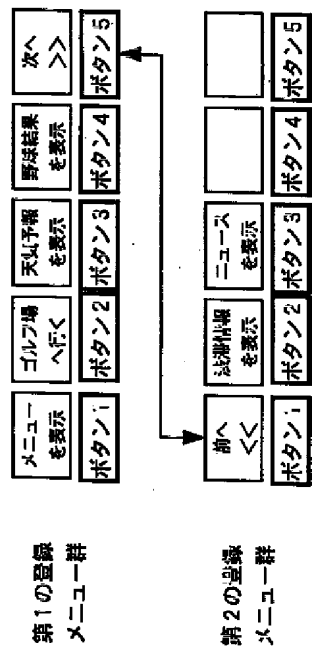 第1の登録
メニュー群
メニュー
を表示
ゴルフ場
へ行く
天気予報
を表示
野球結果
を表示
次へ
>>
ボタン1
ボタン2
ボタン3
ボタン4
ボタン5
第2の登録
メニュー群
前へ
<<
渋滞情報
を表示
ニュース
を表示
ボタン1
ボタン2
ボタン3
ボタン4
ボタン5